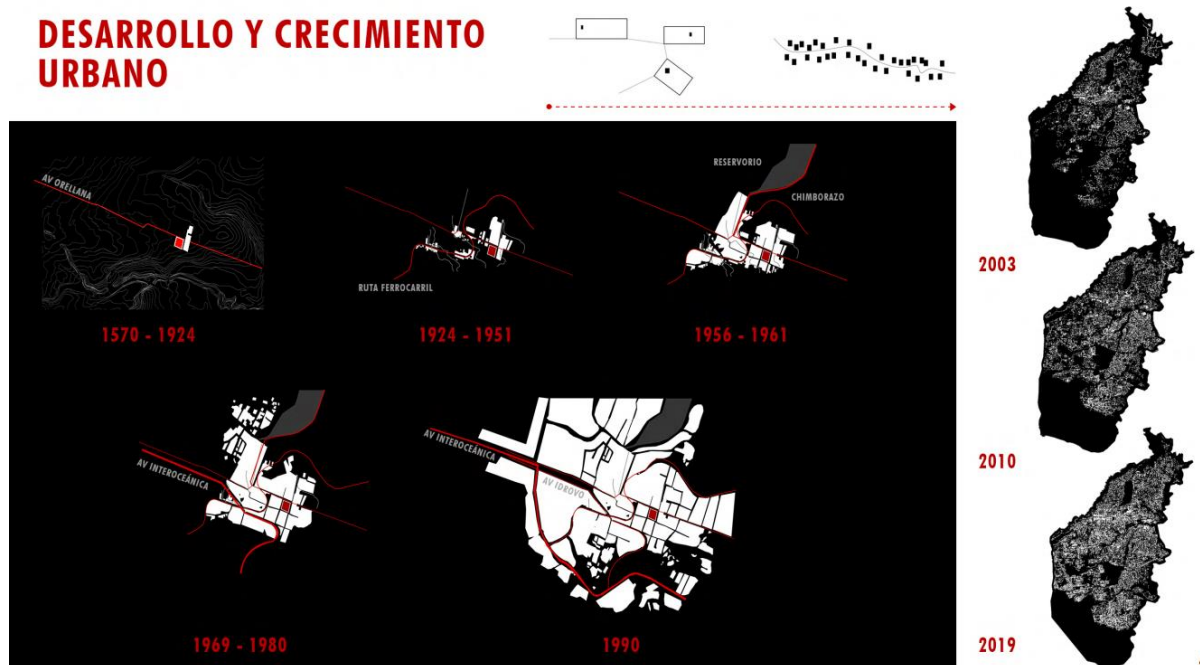 DESARROLLO Y CRECIMIENTO
URBANO
AV ORELLANA
1570 - 1924
RUTA FERROCARRIL
1924 - 1951
RESERVORIO
CHIMBORAZO
1956 - 1961
AV INTEROCEÁNICA
1969 - 1980
AV INTEROCEÁNICA
AV IDROVO
1990
2003
2010
2019